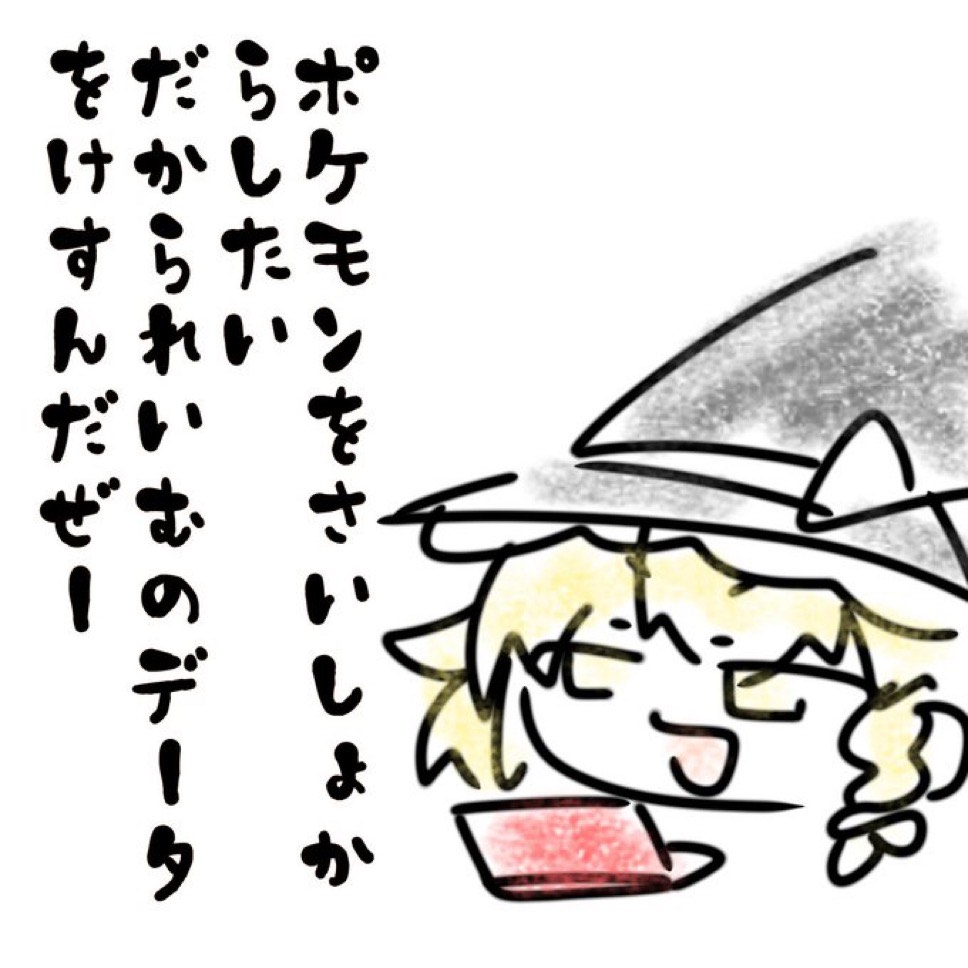 ポケモンをさいしょか
らしたい
だかられいむのデータ
をけすんだぜー